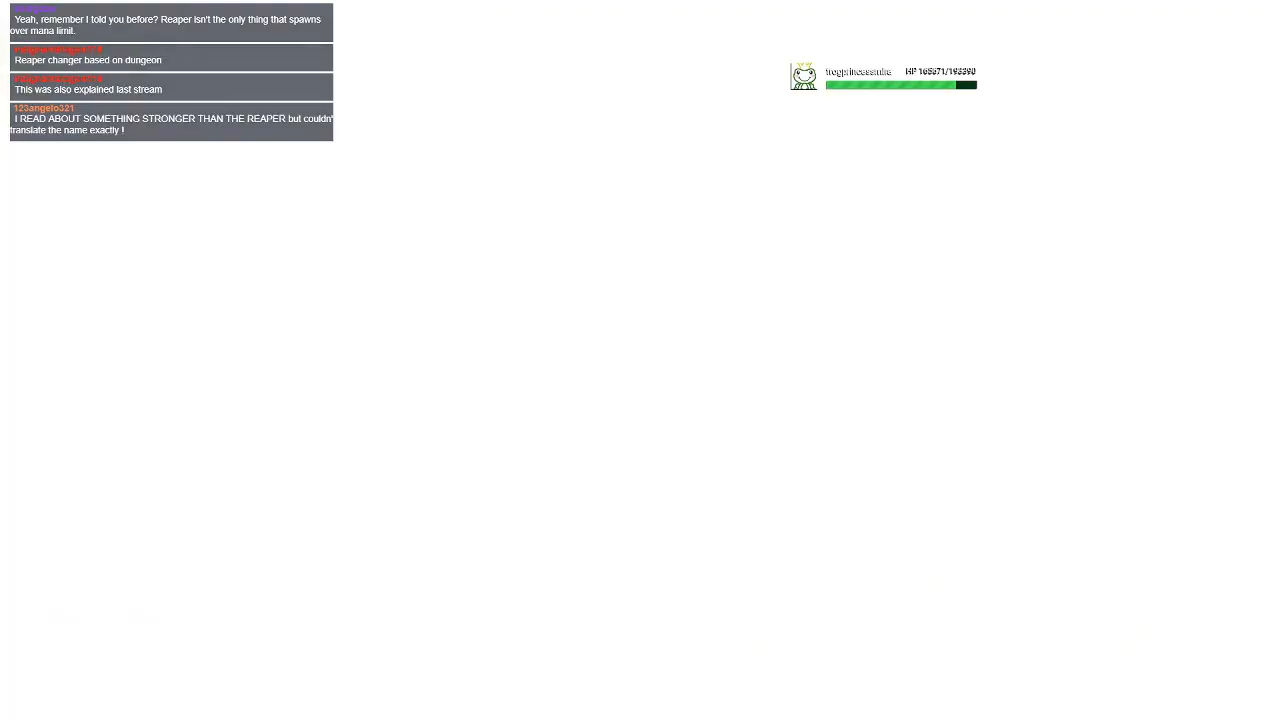 Yeah, remember I told you before? Reaper isn't the only thing that spawns
over mana limit.
Reaper changer based on dungeon
This was also explained last stream
123angelo321
I READ ABOUT SOMETHING STRONGER THAN THE REAPER but couldn'
translate the name exactly !
HP